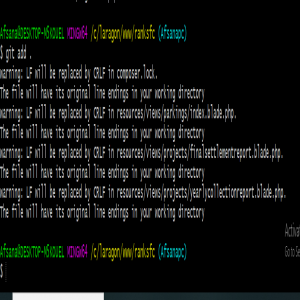 Afsana@DESKTOP-N5KQUEL MINGW64 /c/laragon/www/ranksfc (Afsanapc)
$ git add .
warning: LF will be replaced by CRLF in composer.lock.
The file will have its original line endings in your working directory
warning: LF will be replaced by CRLF in resources/views/parkings/index.blade.php.
The file will have its original line endings in your working directory
warning: LF will be replaced by CRLF in resources/views/projects/finalsettlementreport.blade.php.
The file will have its original line endings in your working directory
warning: LF will be replaced by CRLF in resources/views/projects/yearlycollectionreport.blade.php.
The file will have its original line endings in your working directory
Afsana@DESKTOP-N5KQUEL MINGW64 /c/laragon/www/ranksfc (Afsanapc)
$
Activa
Go to Se